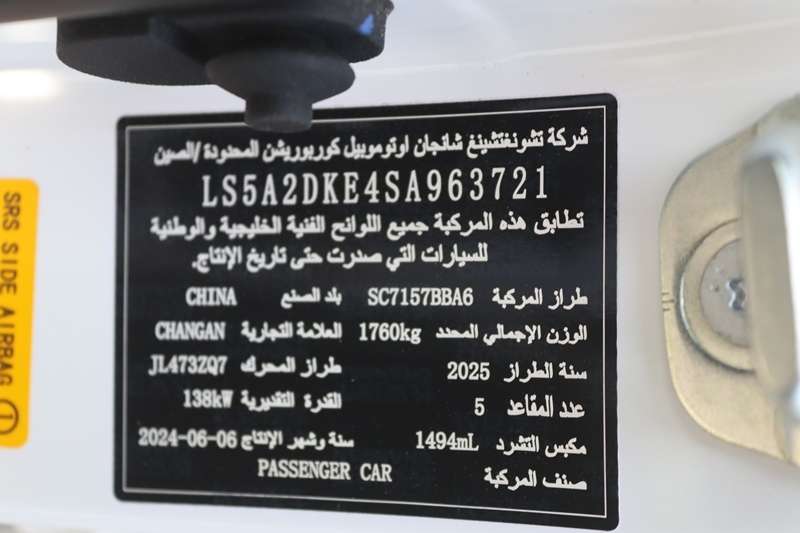 شركة تشونغتشينغ شانجان اوتوموبيل كوربوريشن المحدودة /الصين
LS5A2DKE4SA963721
تطابق هذه المركبة جميع اللوائح الفنية الخليجية والوطنية
للسيارات التي صدرت حتى تاريخ الإنتاج.
طراز المركبة SC7157BBA6 بلد الصنع CHINA
الوزن الإجمالي المحدد 1760kg العلامة التجارية CHANGAN
سنة الطراز 2025 طراز المحرك JL473ZQ7
عدد المقاعد 5 القدرة التقديرية 138kW
مكبس التشرد 1494mL سنة وشهر الإنتاج 2024-06-06
صنف المركبة PASSENGER CAR
SRS SIDE AIRBAG